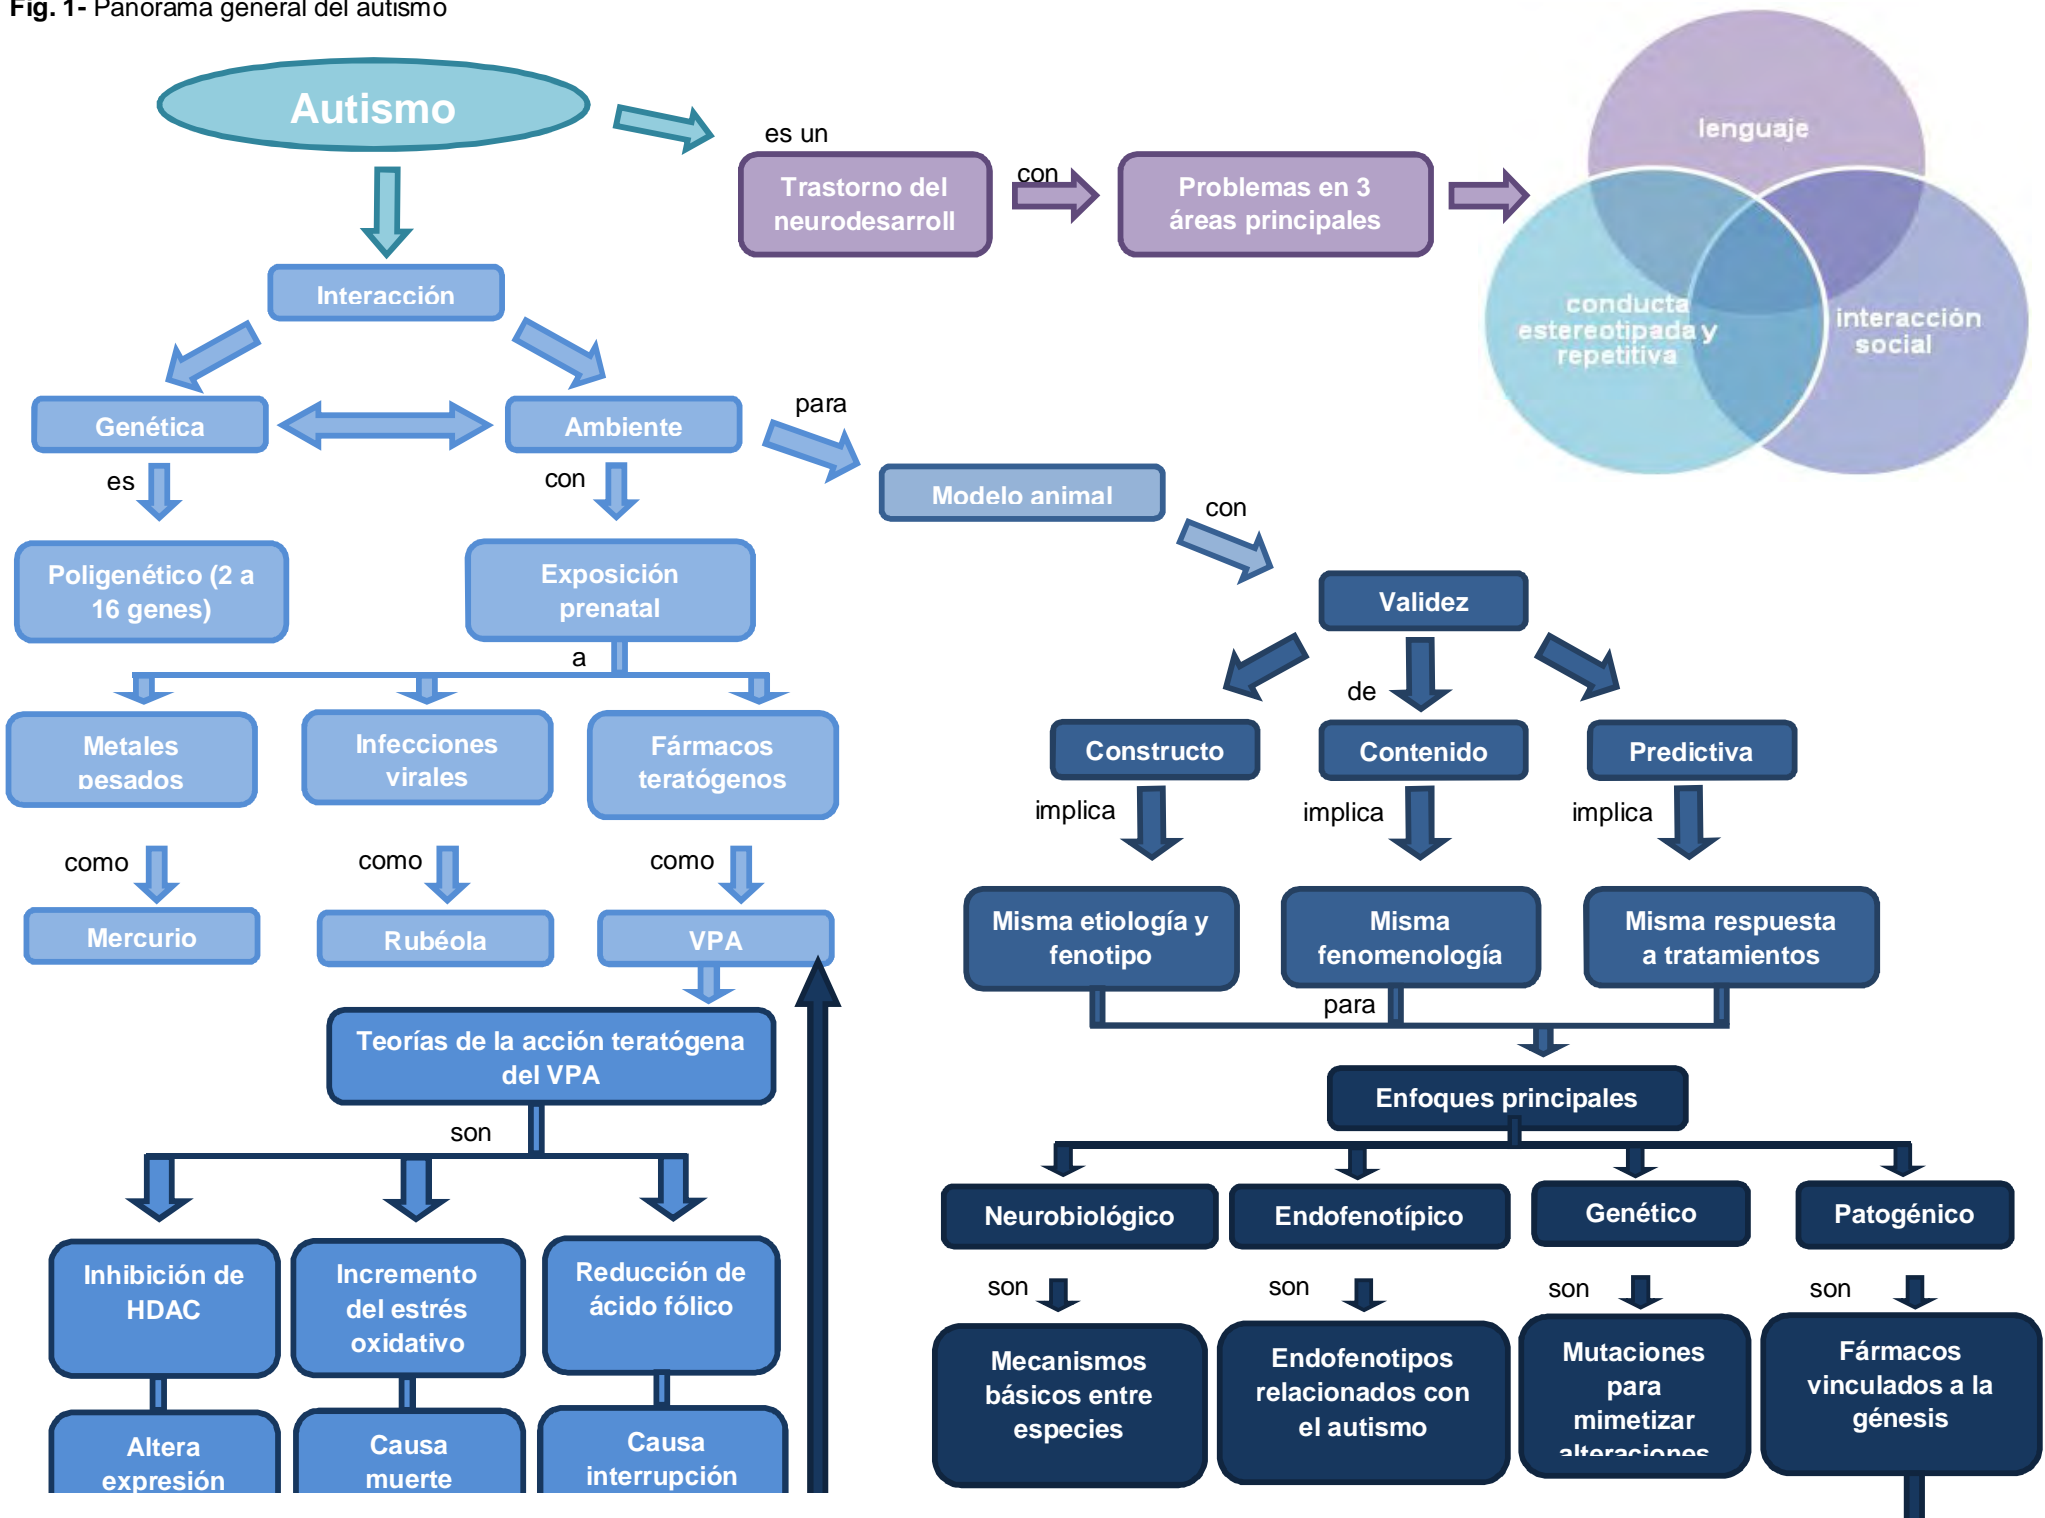 Fig. 1- Panorama general del autismo
Autismo
es un
Trastorno del
neurodesarroll
con
Problemas en 3
áreas principales
lenguaje
conducta
estereotipada y
repetitiva
interacción
social
Interacción
Genética
Ambiente
para
es
con
Modelo animal
con
Poligenético (2 a
16 genes)
Exposición
prenatal
a
Validez
de
Metales
pesados
Infecciones
virales
Fármacos
teratógenos
Constructo
Contenido
Predictiva
implica
implica
implica
como
como
como
Mercurio
Rubéola
VPA
Misma etiología y
fenotipo
Misma
fenomenología
Misma respuesta
a tratamientos
para
Teorías de la acción teratógena
del VPA
son
Enfoques principales
Neurobiológico
Endofenotípico
Genético
Patogénico
son
son
son
son
Inhibición de
HDAC
Incremento
del estrés
oxidativo
Reducción de
ácido fólico
Mecanismos
básicos entre
especies
Endofenotipos
relacionados con
el autismo
Mutaciones
para
mimetizar
alteraciones
Fármacos
vinculados a la
génesis
Altera
expresión
Causa
muerte
Causa
interrupción